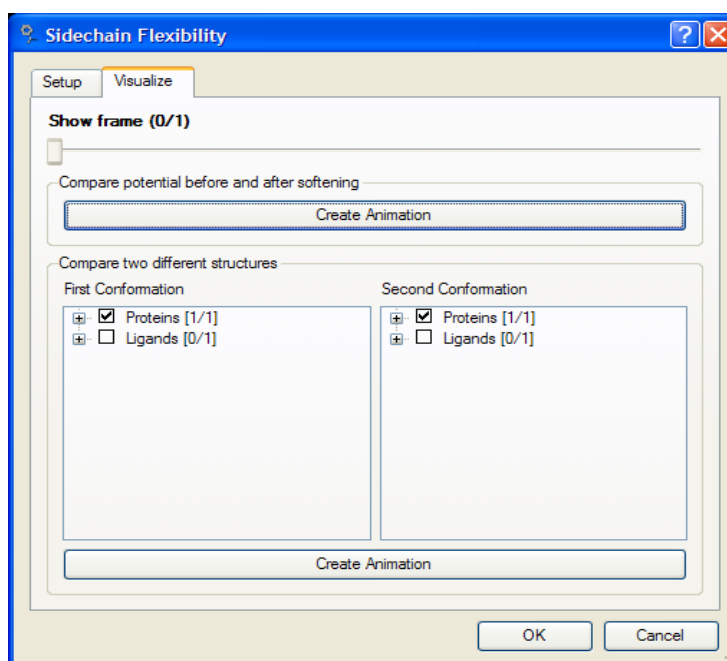 Sidechain Flexibility
Setup Visualize
Show frame (0/1)
Compare potential before and after softening
Create Animation
Compare two different structures
First Conformation Second Conformation
Proteins [1/1] Proteins [1/1]
Ligands [0/1] Ligands [0/1]
Create Animation
OK Cancel